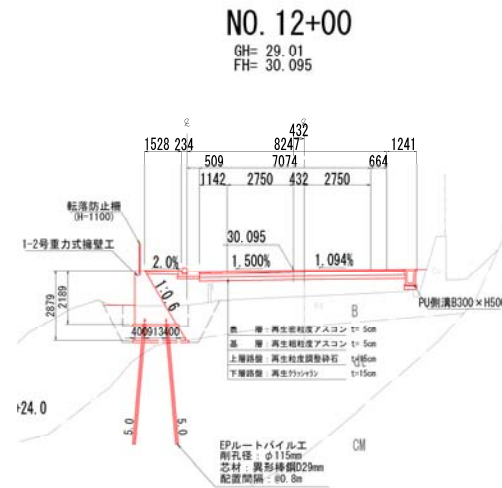 NO. 12+00
GH= 29.01
FH= 30.095
432
1528 234 8247 1241
509 7074 664
1142 2750 432 2750
転落防止柵
(H-1100)
30.095
1-2号重力式擁壁工
2.0% 1.500% 1.094%
1:0.6
2879
2189
PU側溝B300×H500
B
400913400
表 層：再生密粒度アスコン t= 5cm
基 層：再生粗粒度アスコン t= 5cm
上層路盤：再生粒度調整砕石
下層路盤：再生クラッシャラン t=15cm
+24.0
5.0
5.0
CM
EPルートパイル工
削孔径：φ115mm
芯材：異形棒鋼D29mm
配置間隔：@0.8m